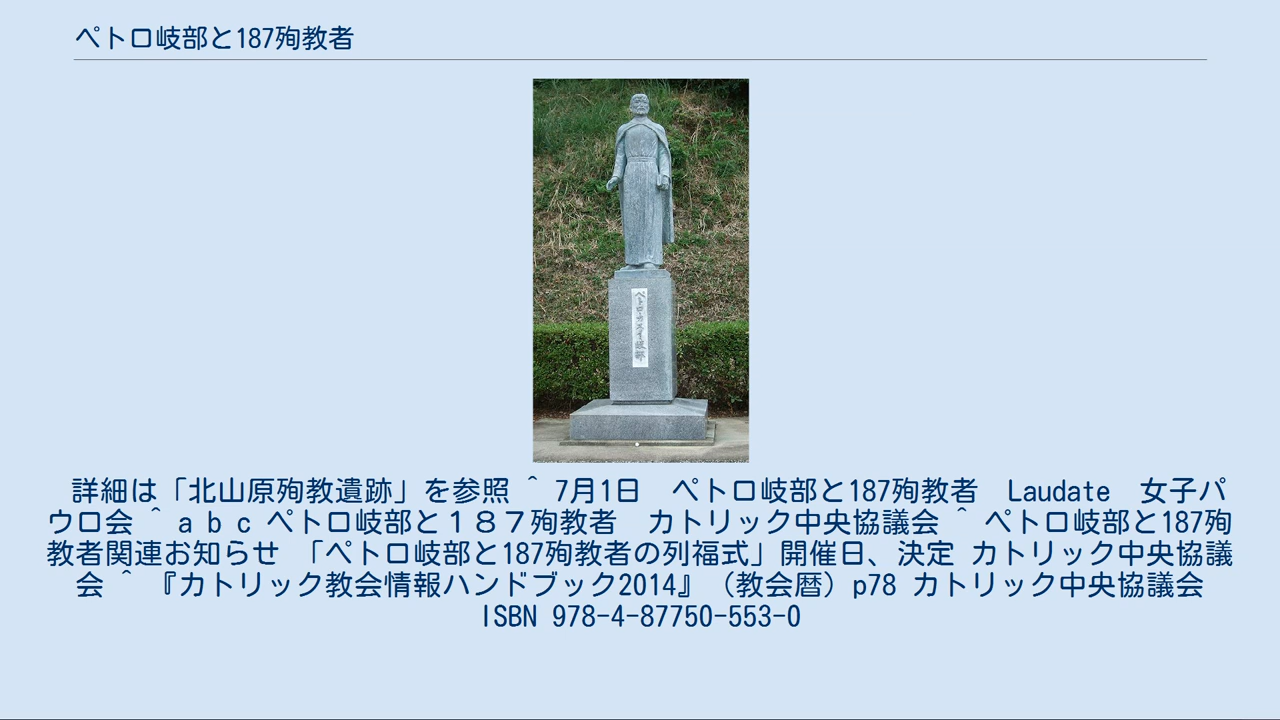 ペトロ岐部と187殉教者
ペトロ・カスイ岐部
詳細は「北山原殉教遺跡」を参照 ^ 7月1日　ペトロ岐部と187殉教者　Laudate　女子パ
ウロ会 ^ a b c ペトロ岐部と１８７殉教者　カトリック中央協議会 ^ ペトロ岐部と187殉
教者関連お知らせ 「ペトロ岐部と187殉教者の列福式」開催日、決定 カトリック中央協議
会 ^ 『カトリック教会情報ハンドブック2014』（教会暦）p78 カトリック中央協議会
ISBN 978-4-87750-553-0